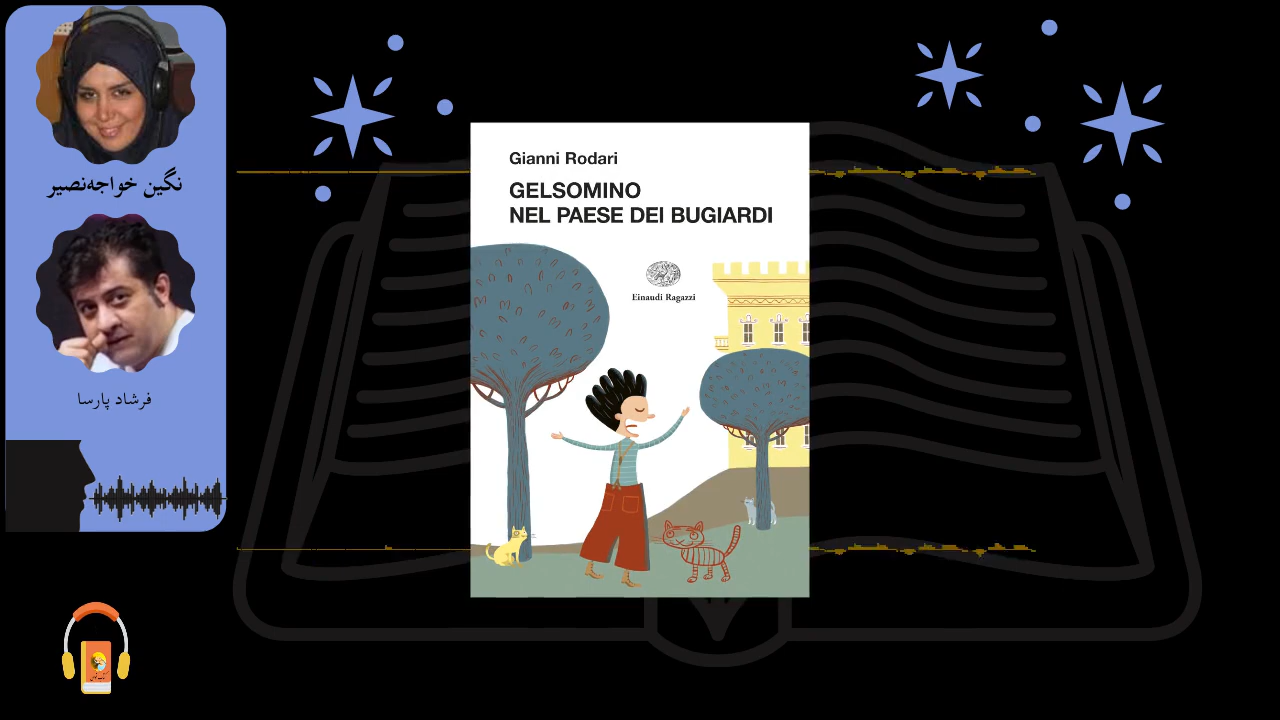 نگین خواجه‌نصیر
فرشاد پارسا
Gianni Rodari
GELSOMINO
NEL PAESE DEI BUGIARDI
Einaudi Ragazzi